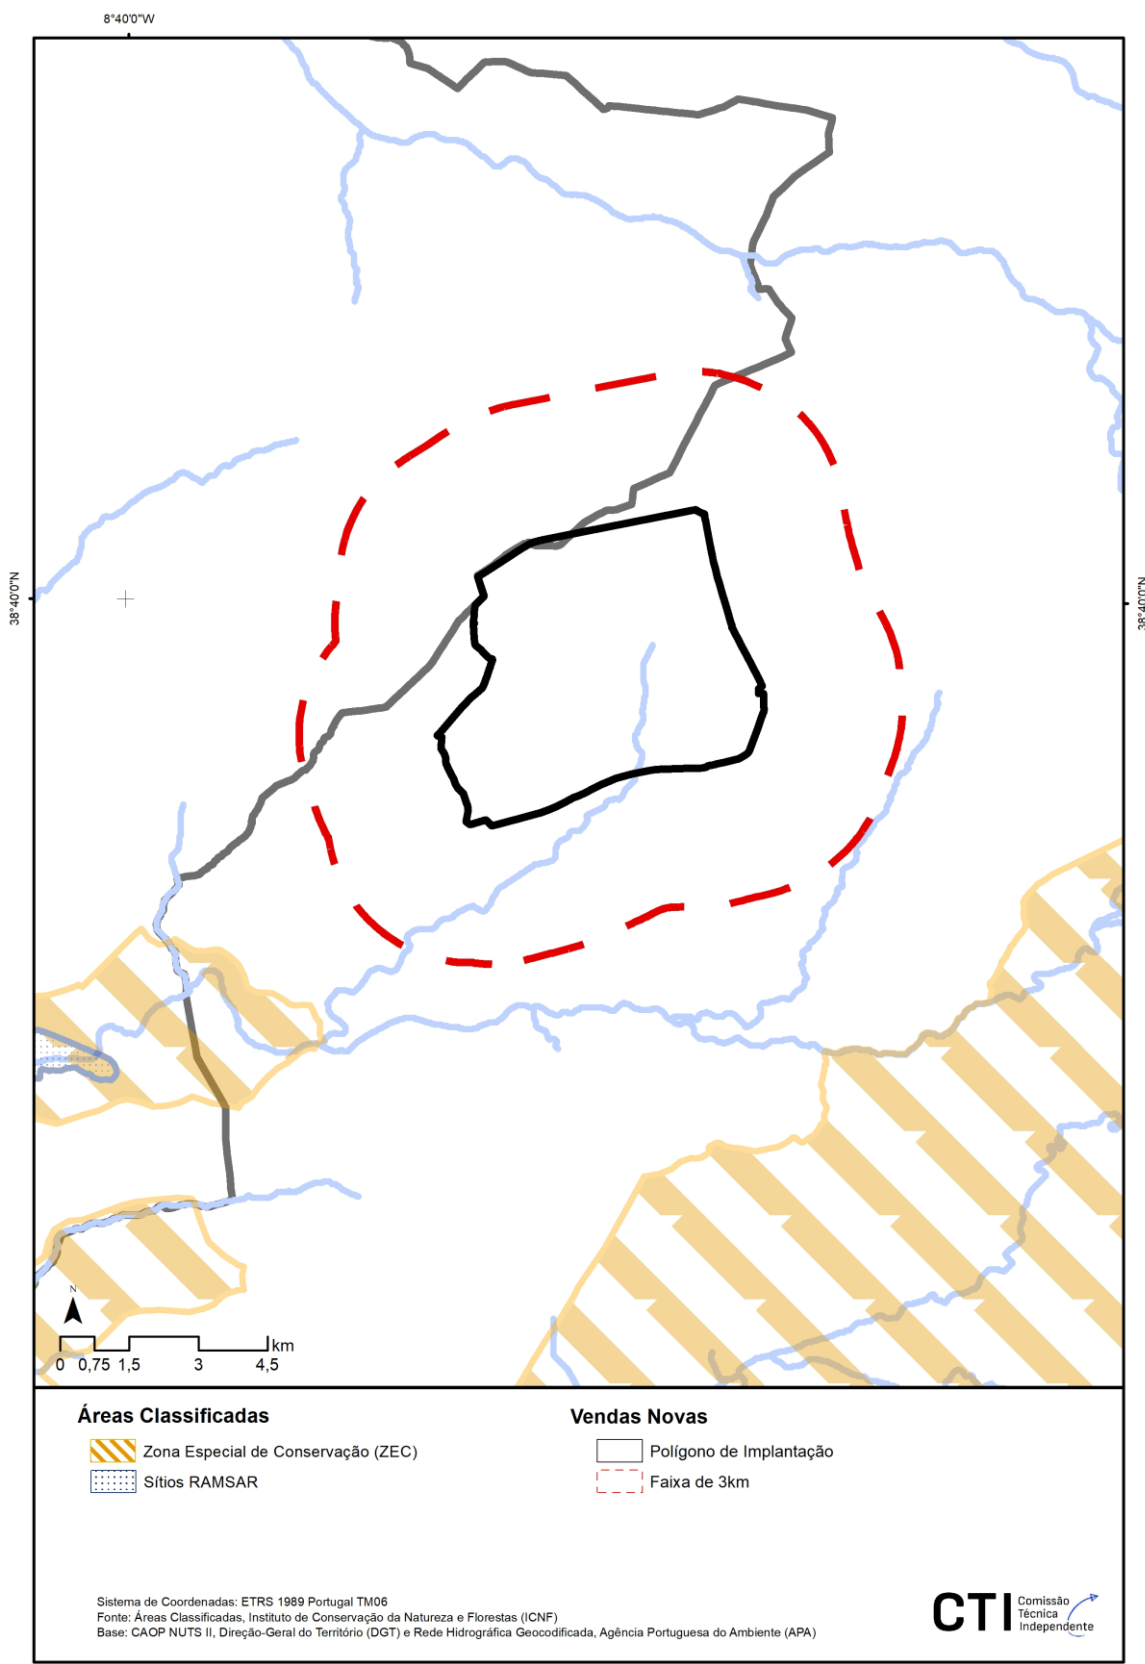 8°40'0"W
38°40'0"N
38°40'0"N
N
km
0 0,75 1,5 3 4,5
Áreas Classificadas
Zona Especial de Conservação (ZEC)
Sítios RAMSAR
Vendas Novas
Polígono de Implantação
Faixa de 3km
Sistema de Coordenadas: ETRS 1989 Portugal TM06
Fonte: Áreas Classificadas, Instituto de Conservação da Natureza e Florestas (ICNF)
Base: CAOP NUTS II, Direção-Geral do Território (DGT) e Rede Hidrográfica Geocodificada, Agência Portuguesa do Ambiente (APA)
CTI
Comissão
Técnica
Independente